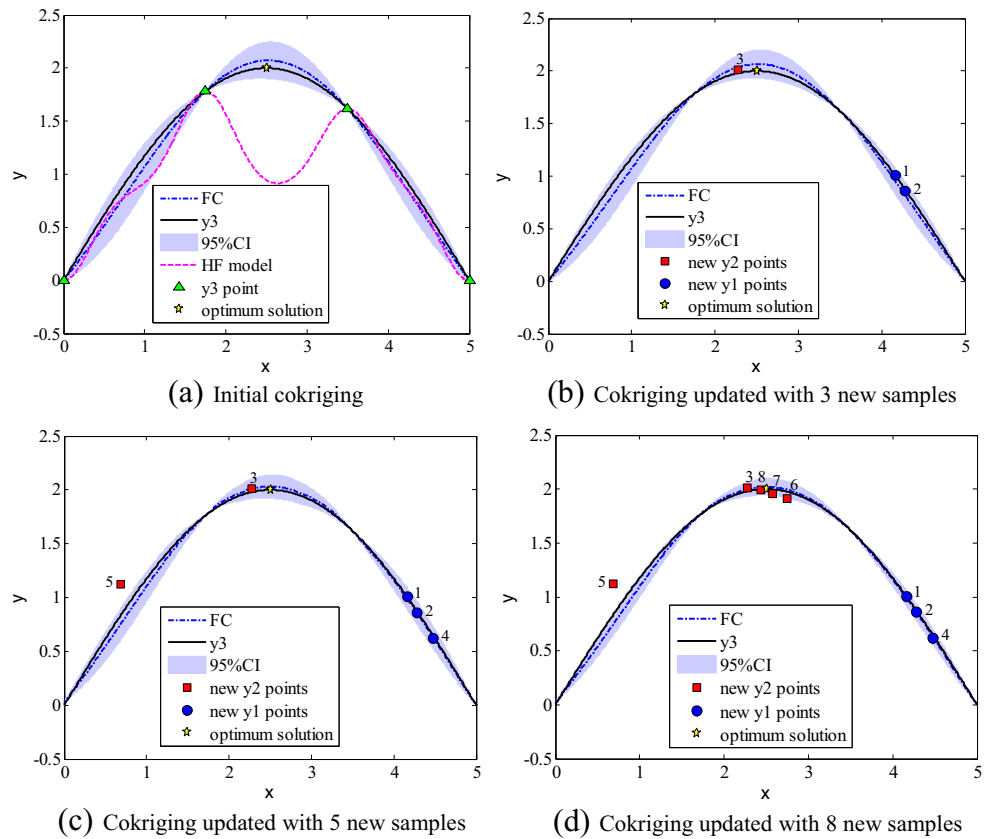 2.5
2
1.5
1
0.5
0
-0.5
y
FC
y3
95%CI
HF model
y3 point
optimum solution
0 1 2 3 4 5
x
(a) Initial cokriging
2.5
2
1.5
1
0.5
0
-0.5
y
3
1
2
FC
y3
95%CI
new y2 points
new y1 points
optimum solution
0 1 2 3 4 5
x
(b) Cokriging updated with 3 new samples
2.5
2
1.5
1
0.5
0
-0.5
y
3
5
1
2
4
FC
y3
95%CI
new y2 points
new y1 points
optimum solution
0 1 2 3 4 5
x
(c) Cokriging updated with 5 new samples
2.5
2
1.5
1
0.5
0
-0.5
y
3 8 7 6
5
1
2
4
FC
y3
95%CI
new y2 points
new y1 points
optimum solution
0 1 2 3 4 5
x
(d) Cokriging updated with 8 new samples